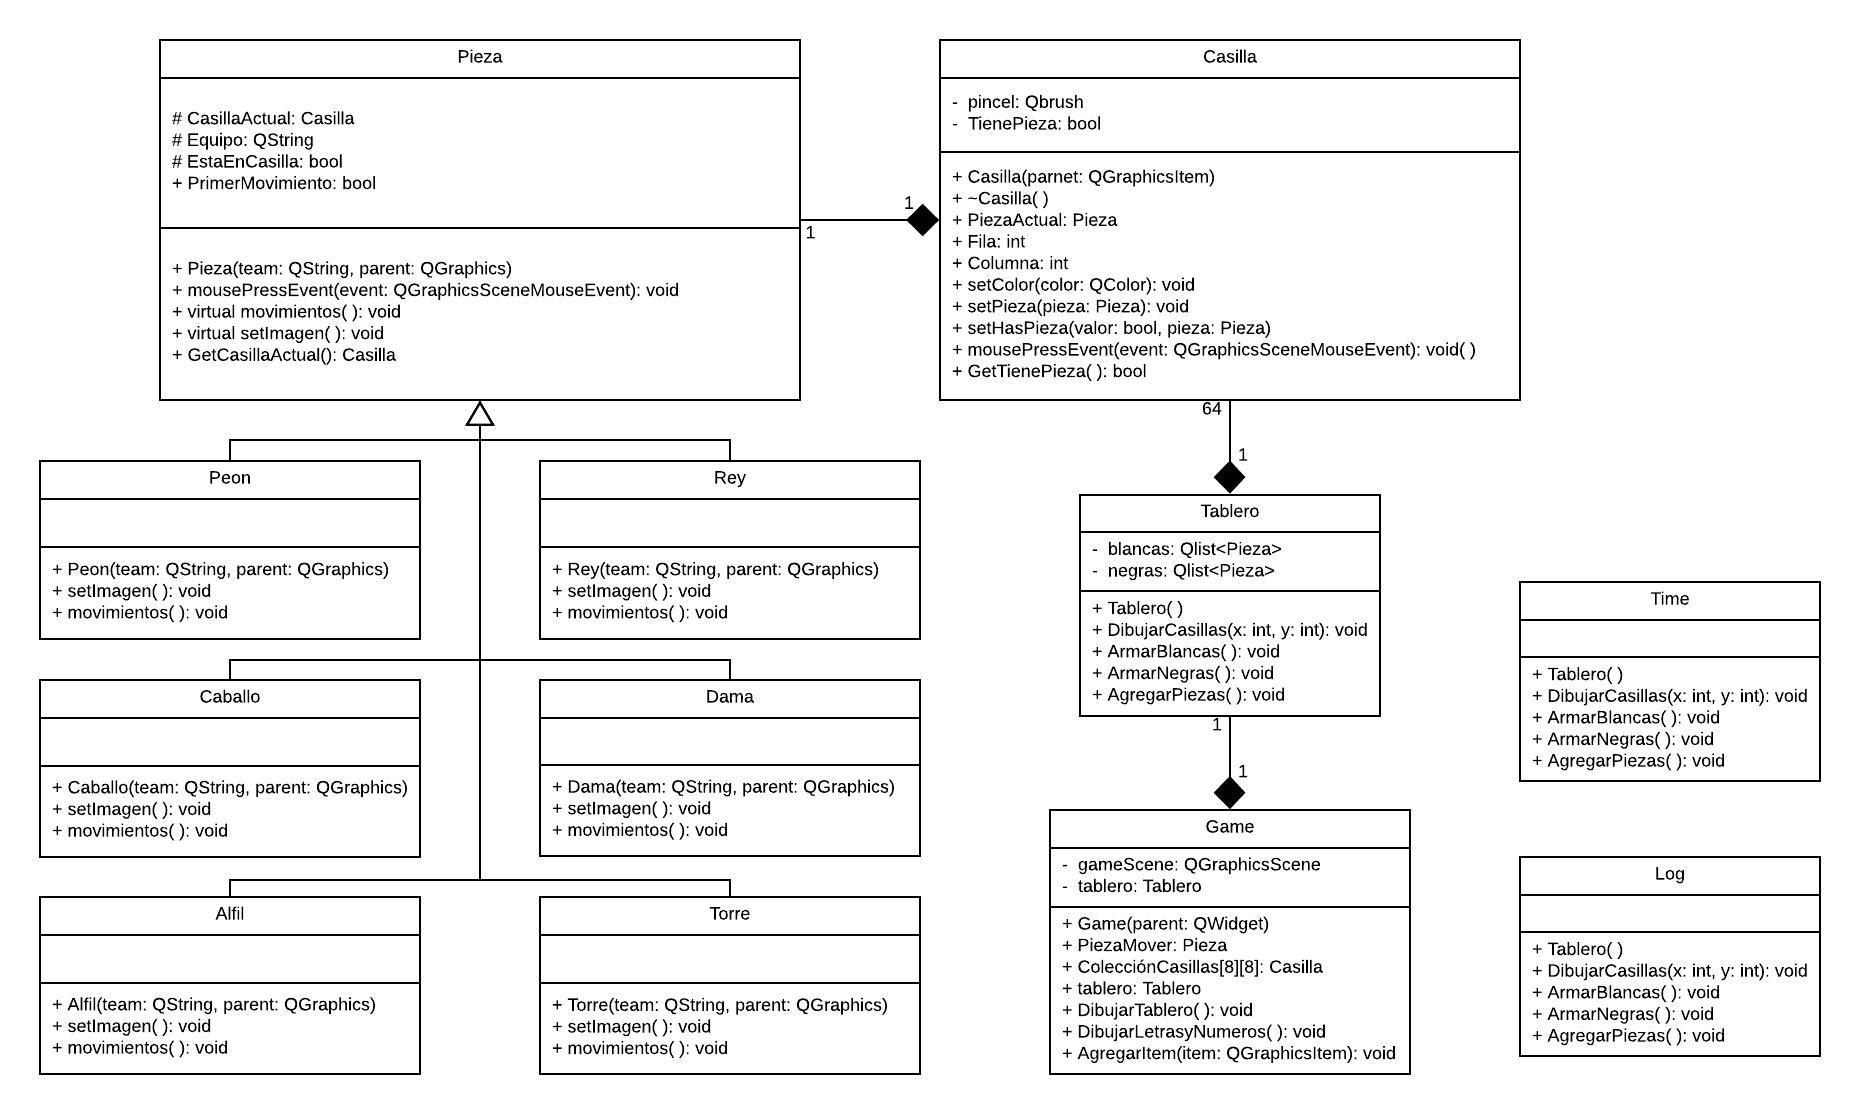 Pieza
# CasillaActual: Casilla
# Equipo: QString
# EstaEnCasilla: bool
+ PrimerMovimiento: bool
+ Pieza(team: QString, parent: QGraphics)
+ mousePressEvent(event: QGraphicsSceneMouseEvent): void
+ virtual movimientos( ): void
+ virtual setImagen( ): void
+ GetCasillaActual(): Casilla
1
1
Casilla
- pincel: Qbrush
- TienePieza: bool
+ Casilla(parnet: QGraphicsItem)
+ ~Casilla( )
+ PiezaActual: Pieza
+ Fila: int
+ Columna: int
+ setColor(color: QColor): void
+ setPieza(pieza: Pieza): void
+ setHasPieza(valor: bool, pieza: Pieza)
+ mousePressEvent(event: QGraphicsSceneMouseEvent): void( )
+ GetTienePieza( ): bool
64
1
Peon
+ Peon(team: QString, parent: QGraphics)
+ setImagen( ): void
+ movimientos( ): void
Rey
+ Rey(team: QString, parent: QGraphics)
+ setImagen( ): void
+ movimientos( ): void
Caballo
+ Caballo(team: QString, parent: QGraphics)
+ setImagen( ): void
+ movimientos( ): void
Dama
+ Dama(team: QString, parent: QGraphics)
+ setImagen( ): void
+ movimientos( ): void
Alfil
+ Alfil(team: QString, parent: QGraphics)
+ setImagen( ): void
+ movimientos( ): void
Torre
+ Torre(team: QString, parent: QGraphics)
+ setImagen( ): void
+ movimientos( ): void
Tablero
- blancas: Qlist<Pieza>
- negras: Qlist<Pieza>
+ Tablero( )
+ DibujarCasillas(x: int, y: int): void
+ ArmarBlancas( ): void
+ ArmarNegras( ): void
+ AgregarPiezas( ): void
1
1
Game
- gameScene: QGraphicsScene
- tablero: Tablero
+ Game(parent: QWidget)
+ PiezaMover: Pieza
+ ColecciónCasillas[8][8]: Casilla
+ tablero: Tablero
+ DibujarTablero( ): void
+ DibujarLetrasyNumeros( ): void
+ AgregarItem(item: QGraphicsItem): void
Time
+ Tablero( )
+ DibujarCasillas(x: int, y: int): void
+ ArmarBlancas( ): void
+ ArmarNegras( ): void
+ AgregarPiezas( ): void
Log
+ Tablero( )
+ DibujarCasillas(x: int, y: int): void
+ ArmarBlancas( ): void
+ ArmarNegras( ): void
+ AgregarPiezas( ): void